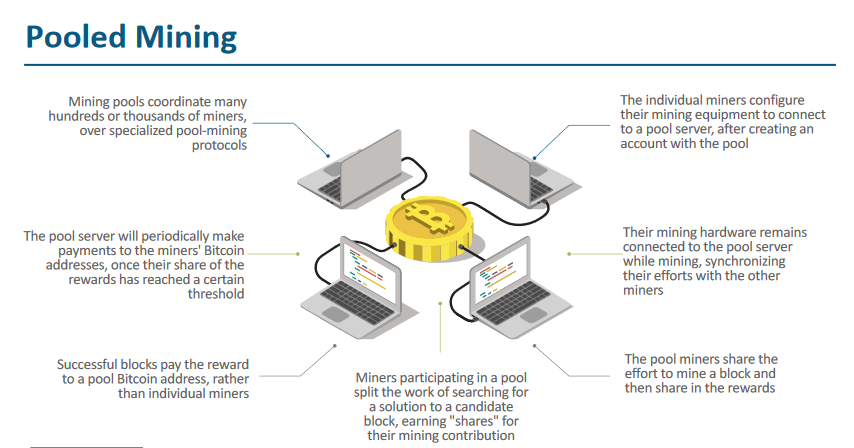 Pooled Mining
Mining pools coordinate many
hundreds or thousands of miners,
over specialized pool-mining
protocols
The individual miners configure
their mining equipment to connect
to a pool server, after creating an
account with the pool
The pool server will periodically make
payments to the miners' Bitcoin
addresses, once their share of the
rewards has reached a certain
threshold
Their mining hardware remains
connected to the pool server
while mining, synchronizing
their efforts with the other
miners
Successful blocks pay the reward
to a pool Bitcoin address, rather
than individual miners
Miners participating in a pool
split the work of searching for
a solution to a candidate
block, earning "shares" for
their mining contribution
The pool miners share the
effort to mine a block and
then share in the rewards